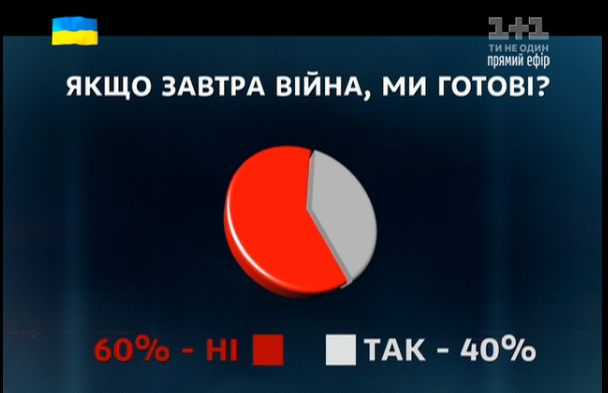 1+1
ТИ НЕ ОДИН
прямий ефір
ЯКЩО ЗАВТРА ВІЙНА, МИ ГОТОВІ?
60% - НІ ТАК - 40%